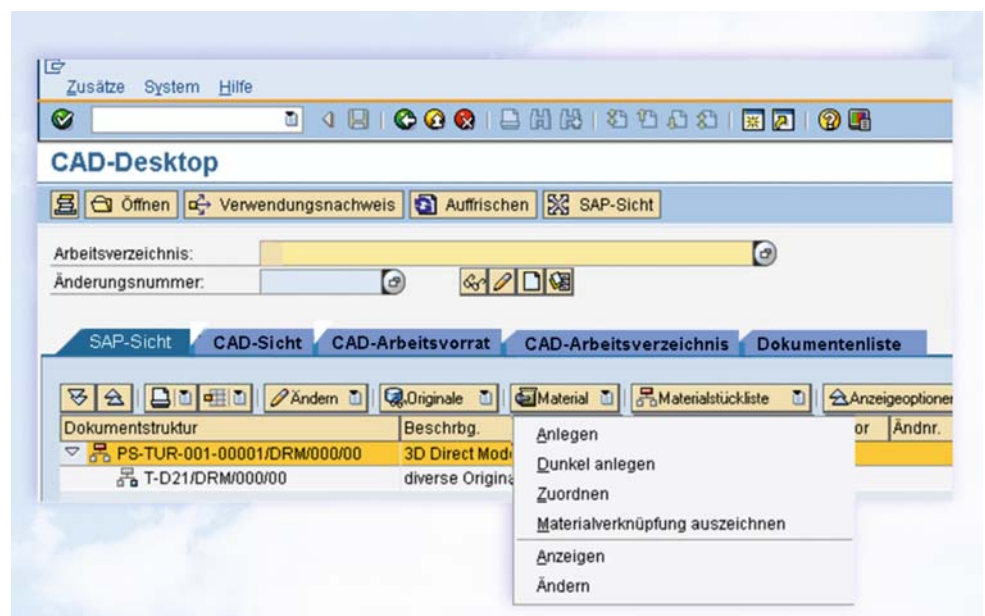 Zusätze System Hilfe
CAD-Desktop
Öffnen Verwendungsnachweis Auffrischen SAP-Sicht
Arbeitsverzeichnis:
Änderungsnummer:
SAP-Sicht CAD-Sicht CAD-Arbeitsvorrat CAD-Arbeitsverzeichnis Dokumentenliste
Ändern Originale Material Materialstückliste Anzeigeoptionen
Dokumentstruktur Beschrbg. or Ändnr.
PS-TUR-001-00001/DRM/000/00 3D Direct Mod
T-D21/DRM/000/00 diverse Origin
Anlegen
Dunkel anlegen
Zuordnen
Materialverknüpfung auszeichnen
Anzeigen
Ändern